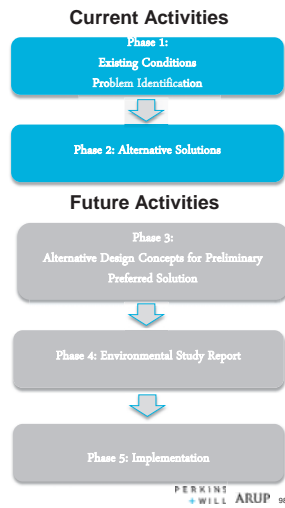 Current Activities
Phase 1:
Existing Conditions
Problem Identification
Phase 2: Alternative Solutions
Future Activities
Phase 3:
Alternative Design Concepts for Preliminary
Preferred Solution
Phase 4: Environmental Study Report
Phase 5: Implementation
PERKINS
+WILL ARUP 98